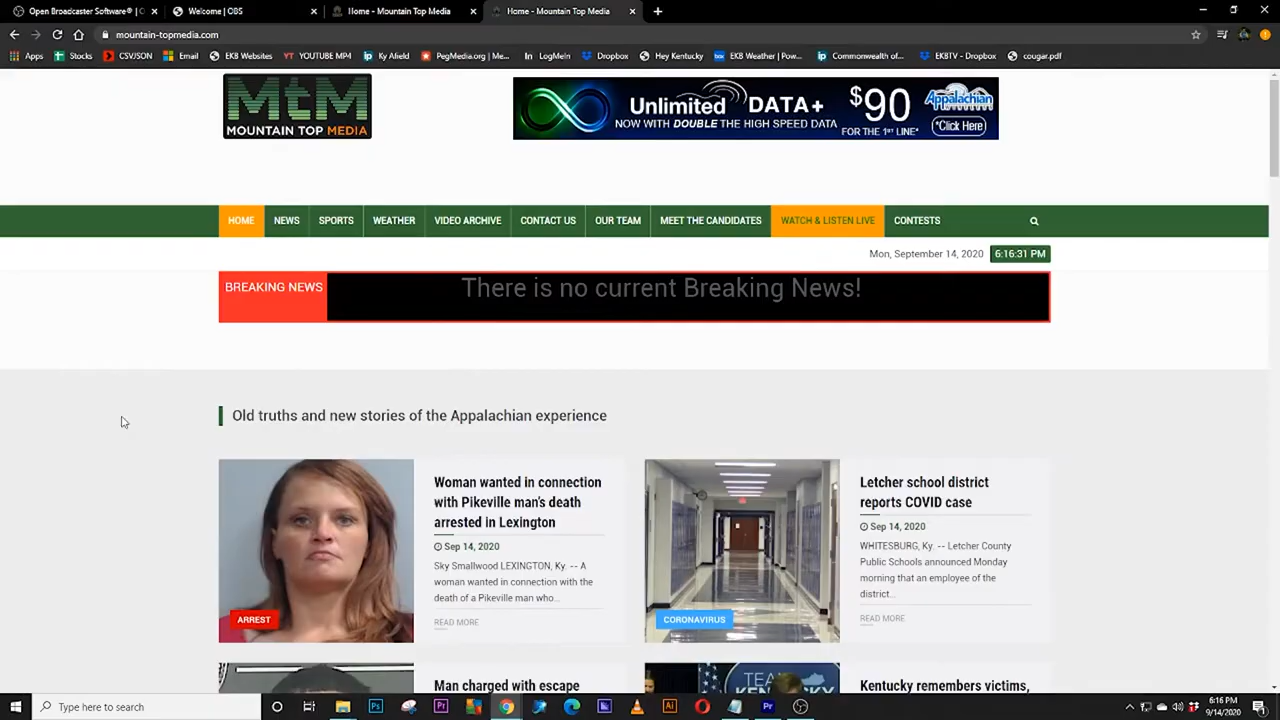 Open Broadcaster Software® | O
Welcome | OBS
Home - Mountain Top Media
Home - Mountain Top Media
mountain-topmedia.com
Apps
Stocks
CSVJSON
Email
EKB Websites
YT YOUTUBE MP4
Ky Afield
PegMedia.org | Me...
LogMeIn
Dropbox
Hey Kentucky
EKB Weather | Pow...
Commonwealth of...
EKBTV - Dropbox
cougar.pdf
MTM
MOUNTAIN TOP MEDIA
Unlimited DATA+
NOW WITH DOUBLE THE HIGH SPEED DATA
$90
FOR THE 1ST LINE*
Appalachian
*Click Here
HOME
NEWS
SPORTS
WEATHER
VIDEO ARCHIVE
CONTACT US
OUR TEAM
MEET THE CANDIDATES
WATCH & LISTEN LIVE
CONTESTS
Mon, September 14, 2020
6:16:31 PM
BREAKING NEWS
There is no current Breaking News!
Old truths and new stories of the Appalachian experience
ARREST
Woman wanted in connection
with Pikeville man's death
arrested in Lexington
Sep 14, 2020
Sky Smallwood LEXINGTON, Ky. -- A
woman wanted in connection with the
death of a Pikeville man who...
READ MORE
CORONAVIRUS
Letcher school district
reports COVID case
Sep 14, 2020
WHITESBURG, Ky. -- Letcher County
Public Schools announced Monday
morning that an employee of the
district...
READ MORE
Man charged with escape
TEAM
KENTUCKY
Kentucky remembers victims,
Type here to search
6:16 PM
9/14/2020